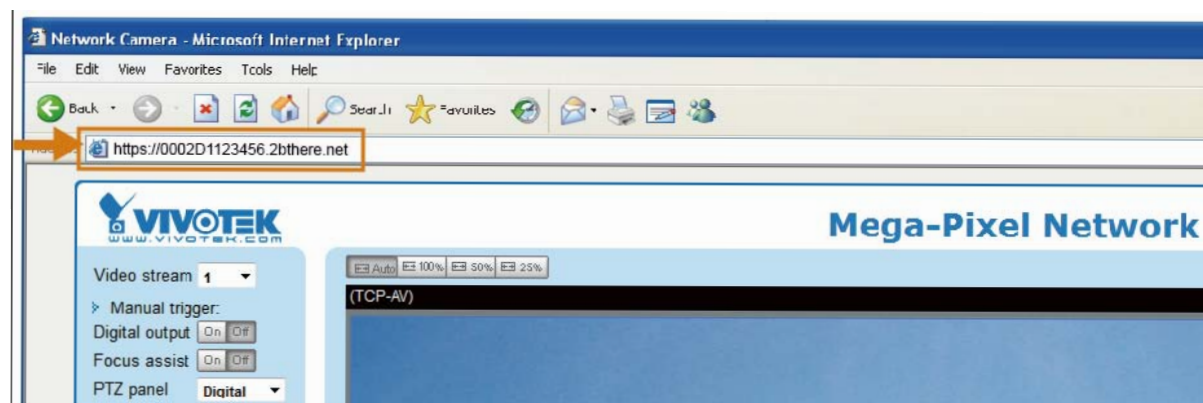 Network Camera - Microsoft Internet Explorer
File Edit View Favorites Tools Help
Back Search Favorites
https://0002D1123456.2bthere.net
VIVOTEK
www.vivotek.com
Mega-Pixel Network
Video stream 1
Auto 100% 50% 25%
(TCP-AV)
Manual trigger:
Digital output On Off
Focus assist On Off
PTZ panel Digital